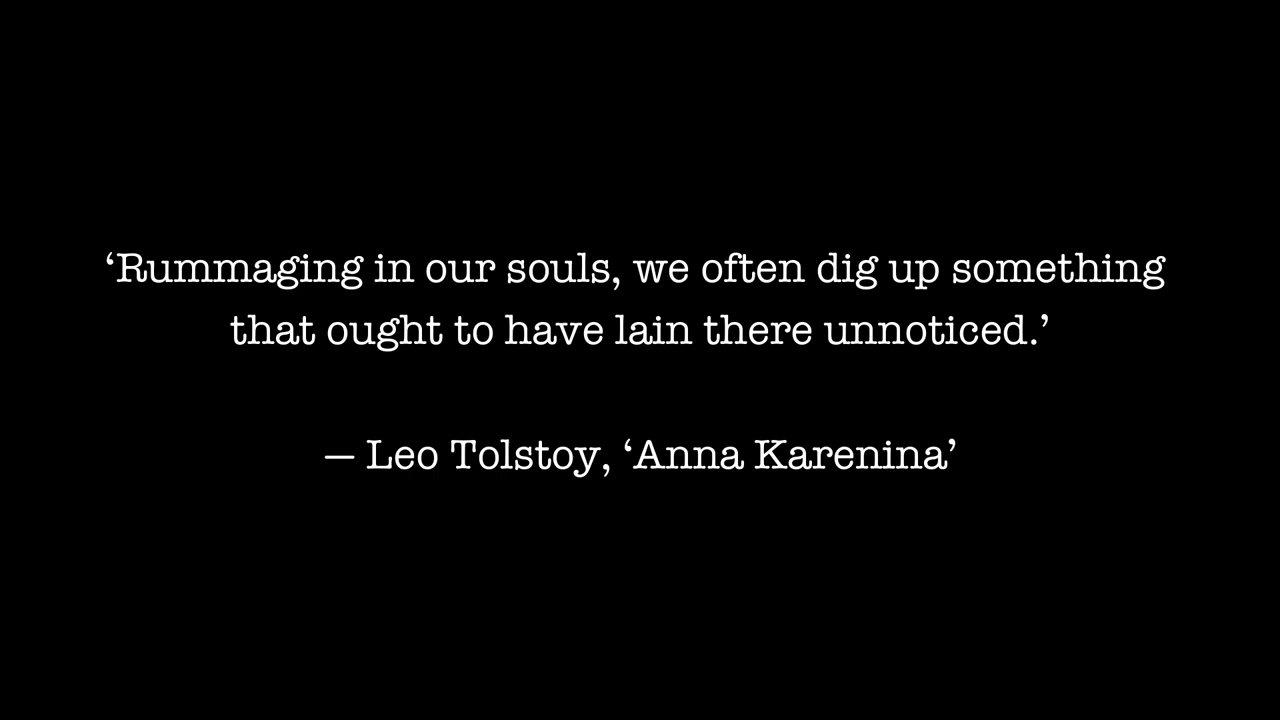 ‘Rummaging in our souls, we often dig up something
that ought to have lain there unnoticed.’
— Leo Tolstoy, ‘Anna Karenina’